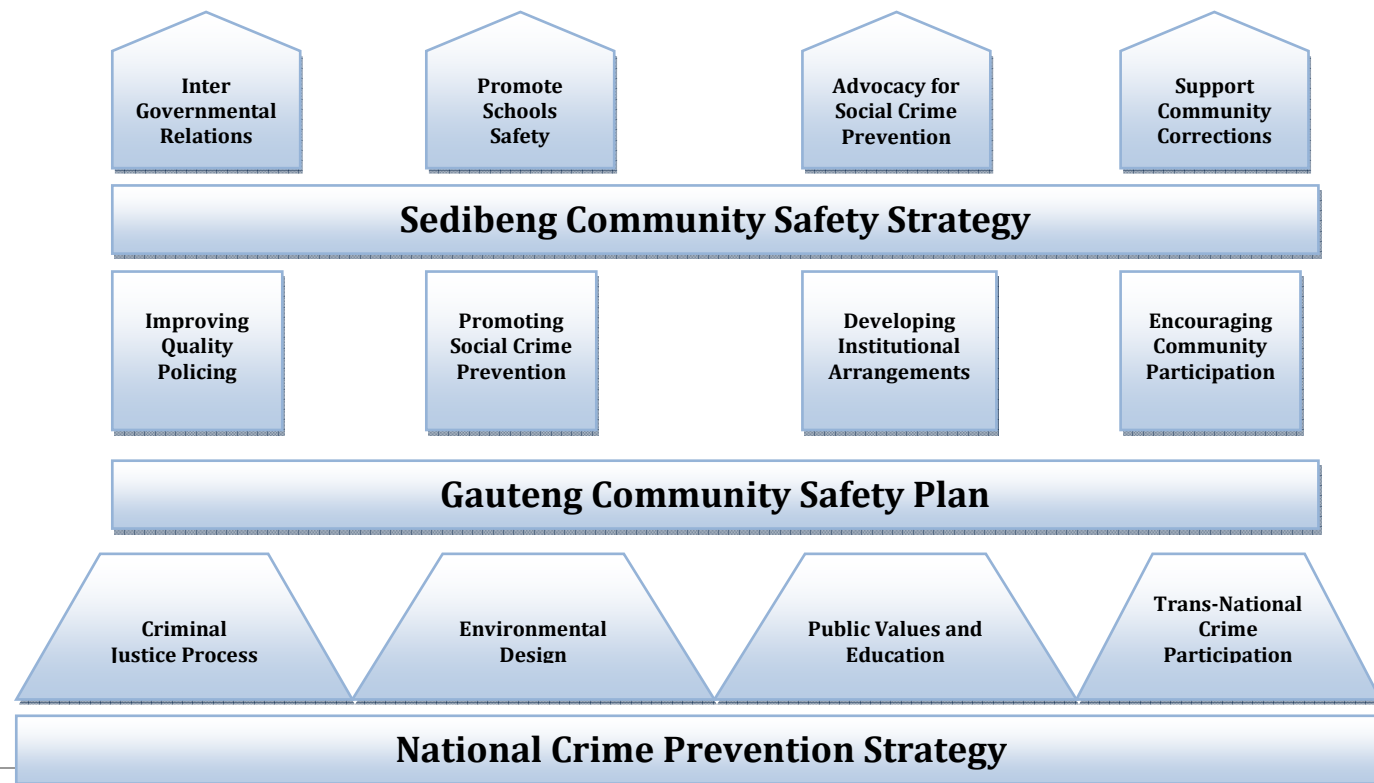 Inter
Governmental
Relations
Promote
Schools
Safety
Advocacy for
Social Crime
Prevention
Support
Community
Corrections
Sedibeng Community Safety Strategy
Improving
Quality
Policing
Promoting
Social Crime
Prevention
Developing
Institutional
Arrangements
Encouraging
Community
Participation
Gauteng Community Safety Plan
Criminal
Justice Process
Environmental
Design
Public Values and
Education
Trans-National
Crime
Participation
National Crime Prevention Strategy